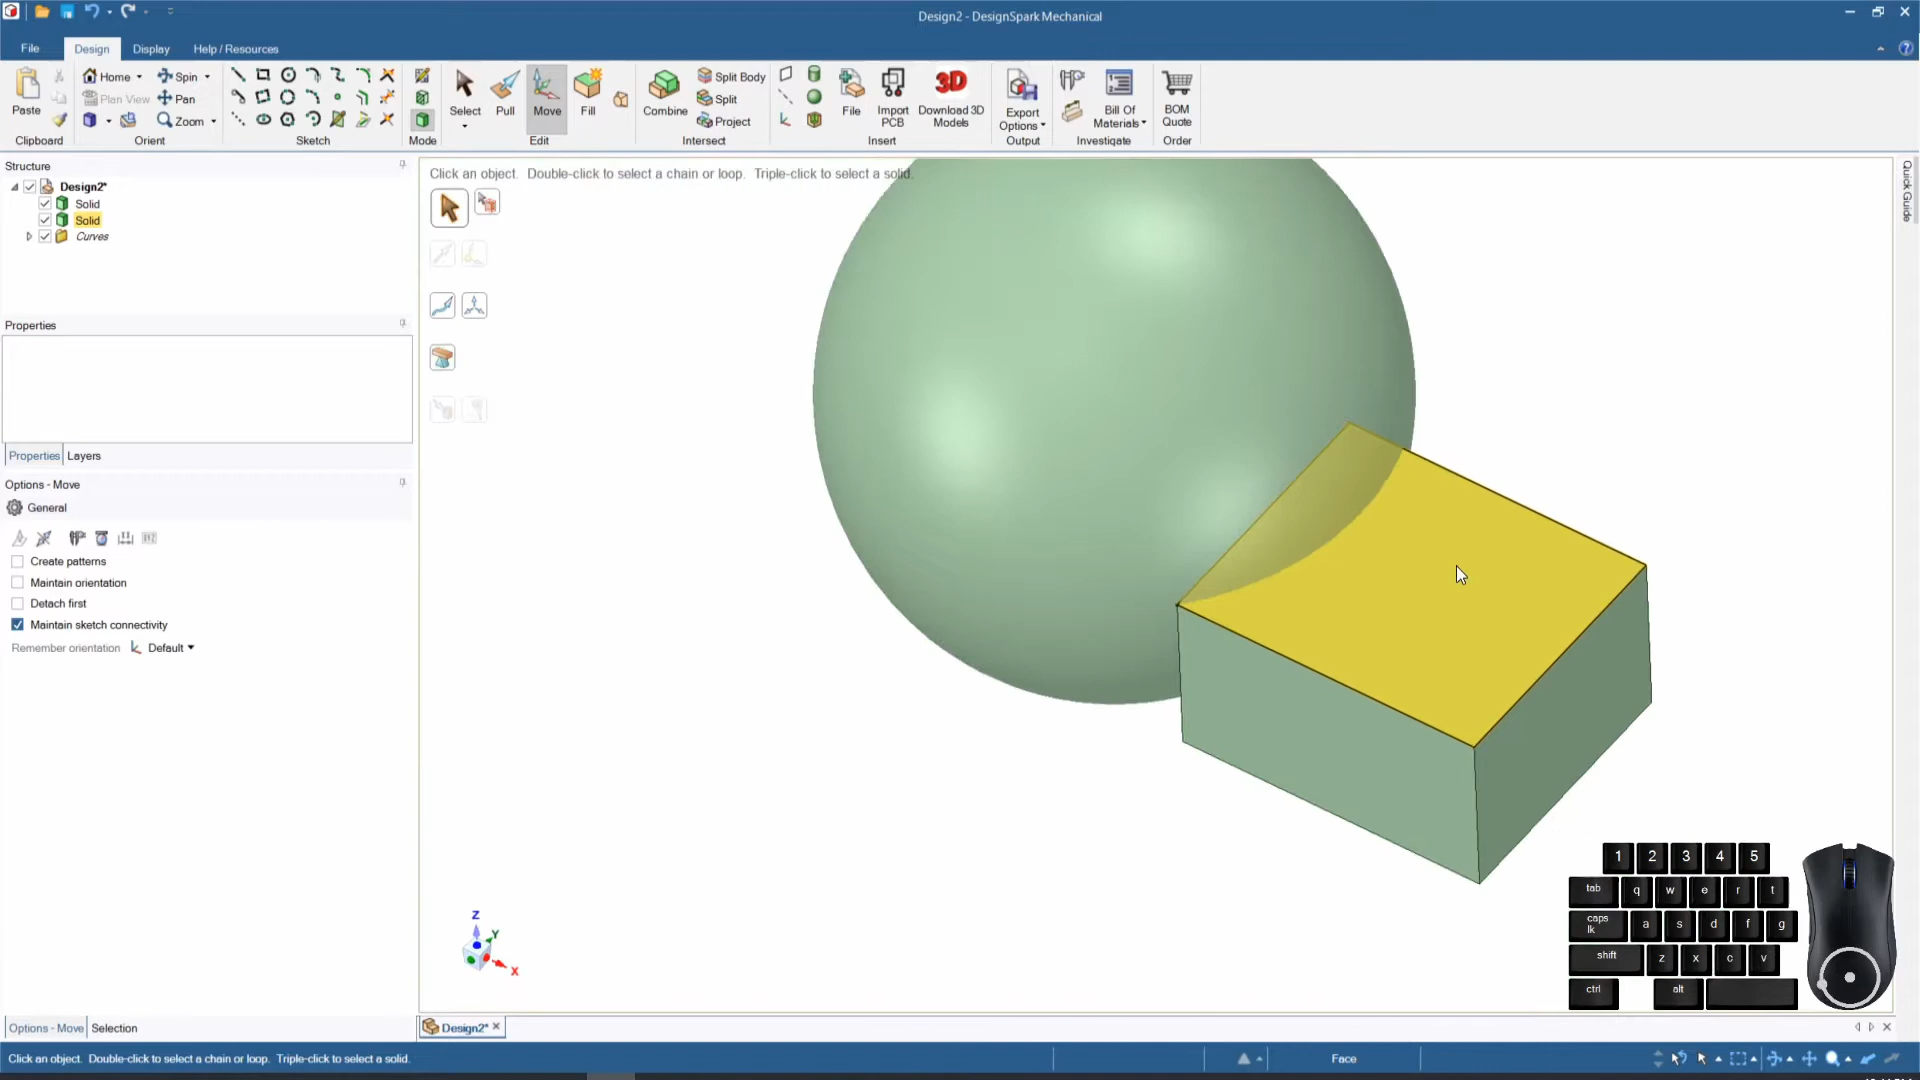 Design2 - DesignSpark Mechanical
File
Design
Display
Help / Resources
Paste
Clipboard
Home
Plan View
Spin
Pan
Zoom
Orient
Sketch
Mode
Select
Pull
Move
Fill
Edit
Combine
Split Body
Split
Project
Intersect
File
Import
PCB
3D
Download 3D
Models
Insert
Export
Options
Output
Bill Of
Materials
Investigate
BOM
Quote
Order
Structure
Design2*
Solid
Solid
Curves
Properties
Properties
Layers
Options - Move
General
Create patterns
Maintain orientation
Detach first
Maintain sketch connectivity
Remember orientation
Default
Options - Move
Selection
Click an object. Double-click to select a chain or loop. Triple-click to select a solid.
Quick Guide
Z
Y
X
1 2 3 4 5
tab q w e r t
caps lk a s d f g
shift z x c v
ctrl alt
Design2*
Click an object. Double-click to select a chain or loop. Triple-click to select a solid.
Face